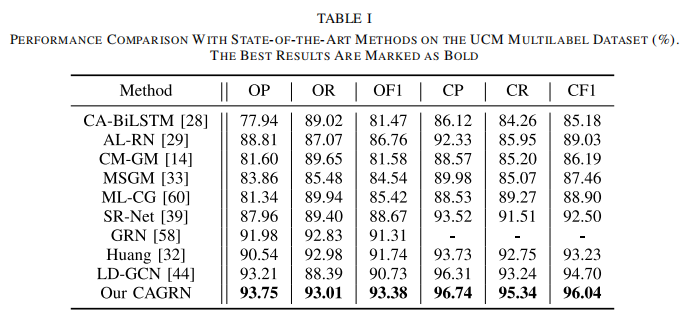 TABLE I
PERFORMANCE COMPARISON WITH STATE-OF-THE-ART METHODS ON THE UCM MULTILABEL DATASET (%).
THE BEST RESULTS ARE MARKED AS BOLD
Method OP OR OF1 CP CR CF1
CA-BiLSTM [28] 77.94 89.02 81.47 86.12 84.26 85.18
AL-RN [29] 88.81 87.07 86.76 92.33 85.95 89.03
CM-GM [14] 81.60 89.65 81.58 88.57 85.20 86.19
MSGM [33] 83.86 85.48 84.54 89.98 85.07 87.46
ML-CG [60] 81.34 89.94 85.42 88.53 89.27 88.90
SR-Net [39] 87.96 89.40 88.67 93.52 91.51 92.50
GRN [58] 91.98 92.83 91.31 - - -
Huang [32] 90.54 92.98 91.74 93.73 92.75 93.23
LD-GCN [44] 93.21 88.39 90.73 96.31 93.24 94.70
Our CAGRN 93.75 93.01 93.38 96.74 95.34 96.04